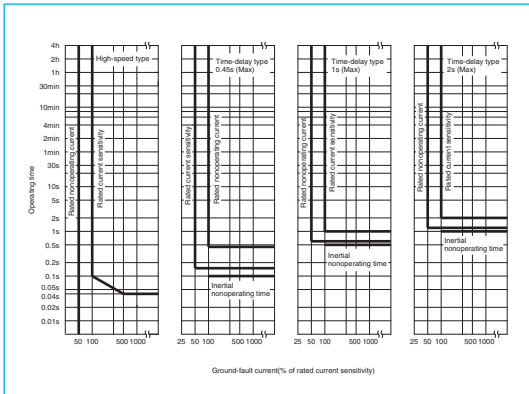 Operating time
4h
2h
1h
30min
10min
4min
2min
1min
30s
10s
5s
2s
1s
0.5s
0.2s
0.1s
0.05s
0.04s
0.02s
0.01s
High-speed type
Rated nonoperating current
Rated current sensitivity
25 50 100 500 1000
Time-delay type
0.45s (Max)
Rated current sensitivity
Rated nonoperating current
Inertial
nonoperating time
25 50 100 500 1000
Time-delay type
1s (Max)
Rated nonoperating current
Rated current sensitivity
Inertial
nonoperating time
25 50 100 500 1000
Time-delay type
2s (Max)
Rated nonoperating current
Rated current sensitivity
Inertial
nonoperating time
25 50 100 500 1000
Ground-fault current(% of rated current sensitivity)